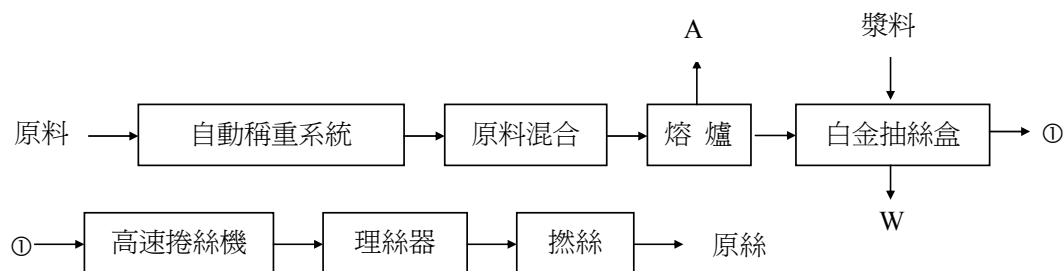 A 漿料
原料 自動稱重系統 原料混合 熔 爐 白金抽絲盒 ①
W
① 高速捲絲機 理絲器 撚絲 原絲